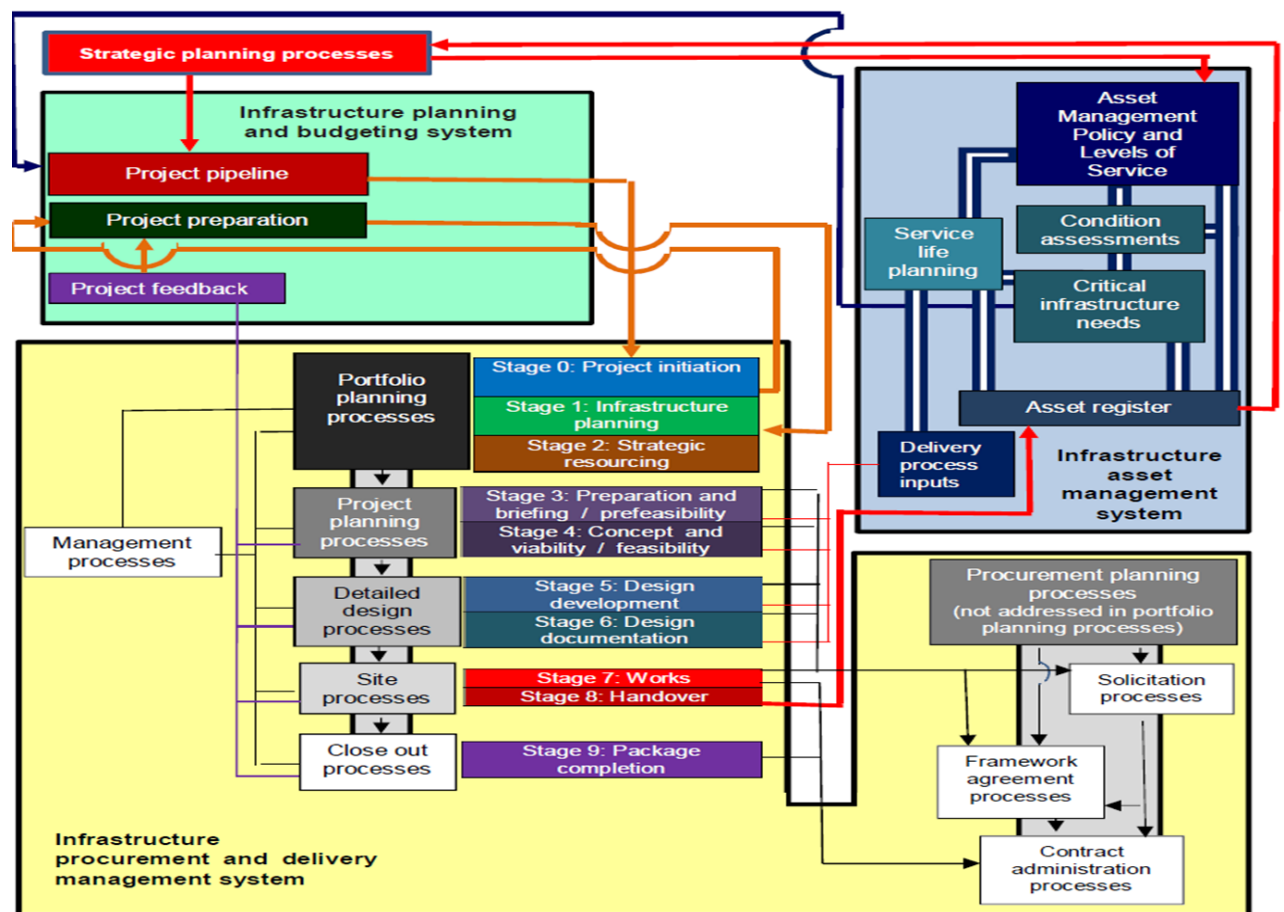 Strategic planning processes
Infrastructure planning
and budgeting system
Project pipeline
Project preparation
Project feedback
Asset
Management
Policy and
Levels of
Service
Service
life
planning
Condition
assessments
Critical
infrastructure
needs
Asset register
Delivery
process
inputs
Infrastructure
asset
management
system
Portfolio
planning
processes
Stage 0: Project initiation
Stage 1: Infrastructure
planning
Stage 2: Strategic
resourcing
Management
processes
Project
planning
processes
Stage 3: Preparation and
briefing / prefeasibility
Stage 4: Concept and
viability / feasibility
Detailed
design
processes
Stage 5: Design
development
Stage 6: Design
documentation
Site
processes
Stage 7: Works
Stage 8: Handover
Close out
processes
Stage 9: Package
completion
Procurement planning
processes
(not addressed in portfolio
planning processes)
Solicitation
processes
Framework
agreement
processes
Contract
administration
processes
Infrastructure
procurement and delivery
management system